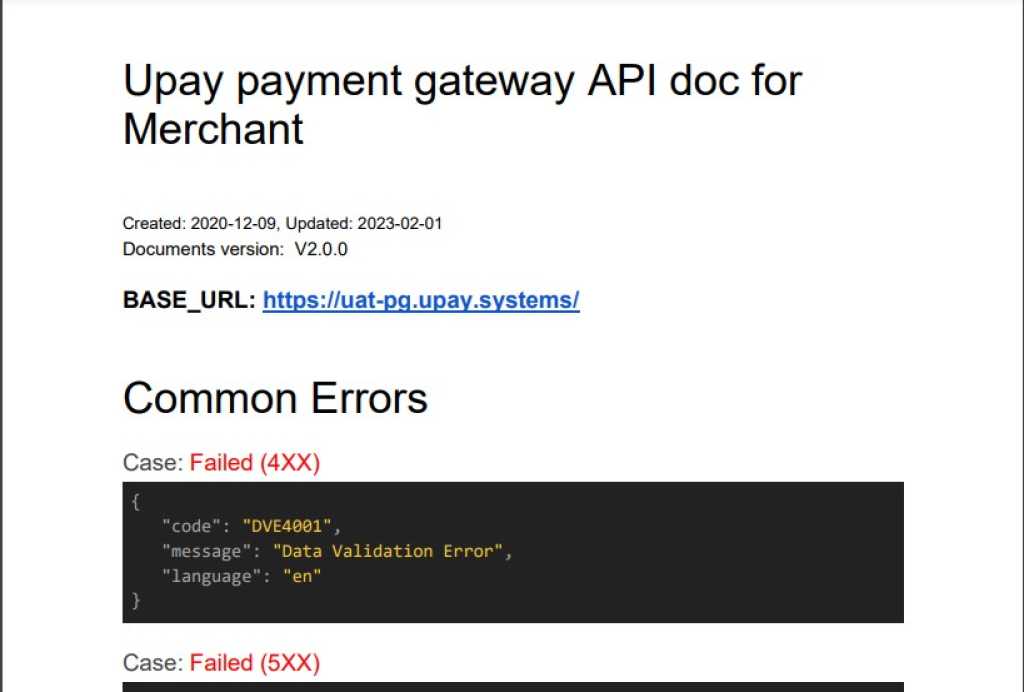 Upay payment gateway API doc for
Merchant
Created: 2020-12-09, Updated: 2023-02-01
Documents version:  V2.0.0
BASE_URL: https://uat-pg.upay.systems/
Common Errors
Case: Failed (4XX)
{
"code": "DVE4001",
"message": "Data Validation Error",
"language": "en"
}
Case: Failed (5XX)